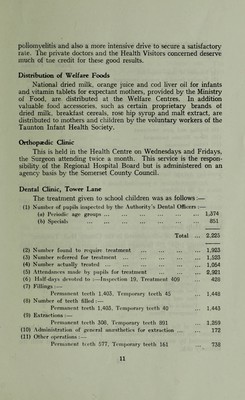 poliomyelitis and also a more intensive drive to secure a satisfactory
rate. The private doctors and the Health Visitors concerned deserve
much of tne credit for these good results.
Distribution of Welfare Foods
National dried milk, orange juice and cod liver oil for infants
and vitamin tablets for expectant mothers, provided by the Ministry
of Food, are distributed at the Welfare Centres. In addition
valuable food accessories, such as certain proprietary brands of
dried milk, breakfast cereals, rose hip syrup and malt extract, are
distributed to mothers and children by the voluntary workers of the
Taunton Infant Health Society.
Orthopædic Clinic
This is held in the Health Centre on Wednesdays and Fridays,
the Surgeon attending twice a month. This service is the respon-
sibility of the Regional Hospital Board but is administered on an
agency basis by the Somerset County Council.
Dental Clinic, Tower Lane
The treatment given to school children was as follows :—
(1) Number of pupils inspected by the Authority's Dental Officers :—
(a) Periodic age groups ... 1,374
(b) Specials ... 851
Total ... 2,225
(2) Number found to require treatment ... 1,923
(3) Number referred for treatment ... 1,523
(4) Number actually treated ... 1,054
(5) Attendances made by pupils for treatment ... 2,221
(6) Half-days devoted to :—Inspection 19, Treatment 409 428
(7) Fillings :—
Permanent teeth 1,403, Temporary teeth 45 ... 1,448
(8) Number of teeth filled :—
Permanent teeth 1,403, Temporary teeth 40 ... 1,443
(9) Extractions :—
Permanent teeth 308, Temporary teeth 891 ... 1,259
(10) Administration of general anæsthetics for extraction ... 172
(11) Other operations :—
Permanent teeth 577, Temporary teeth 161 ... 738
11